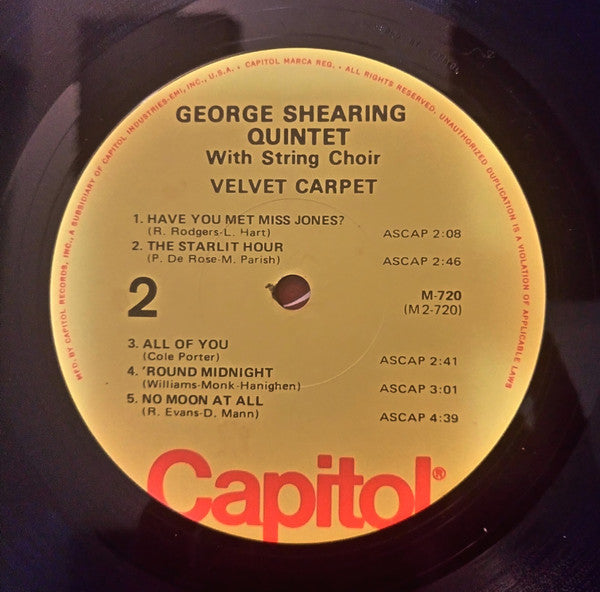 MFD. BY CAPITOL RECORDS, INC., A SUBSIDIARY OF CAPITOL INDUSTRIES-EMI, INC., U.S.A. • CAPITOL MARCA REG. • ALL RIGHTS RESERVED. UNAUTHORIZED DUPLICATION IS A VIOLATION OF APPLICABLE LAWS
GEORGE SHEARING
QUINTET
With String Choir
VELVET CARPET
1. HAVE YOU MET MISS JONES?
(R. Rodgers-L. Hart) ASCAP 2:08
2. THE STARLIT HOUR
(P. De Rose-M. Parish) ASCAP 2:46
2
M-720
(M2-720)
3. ALL OF YOU
(Cole Porter) ASCAP 2:41
4. 'ROUND MIDNIGHT
(Williams-Monk-Hanighen) ASCAP 3:01
5. NO MOON AT ALL
(R. Evans-D. Mann) ASCAP 4:39
Capitol®